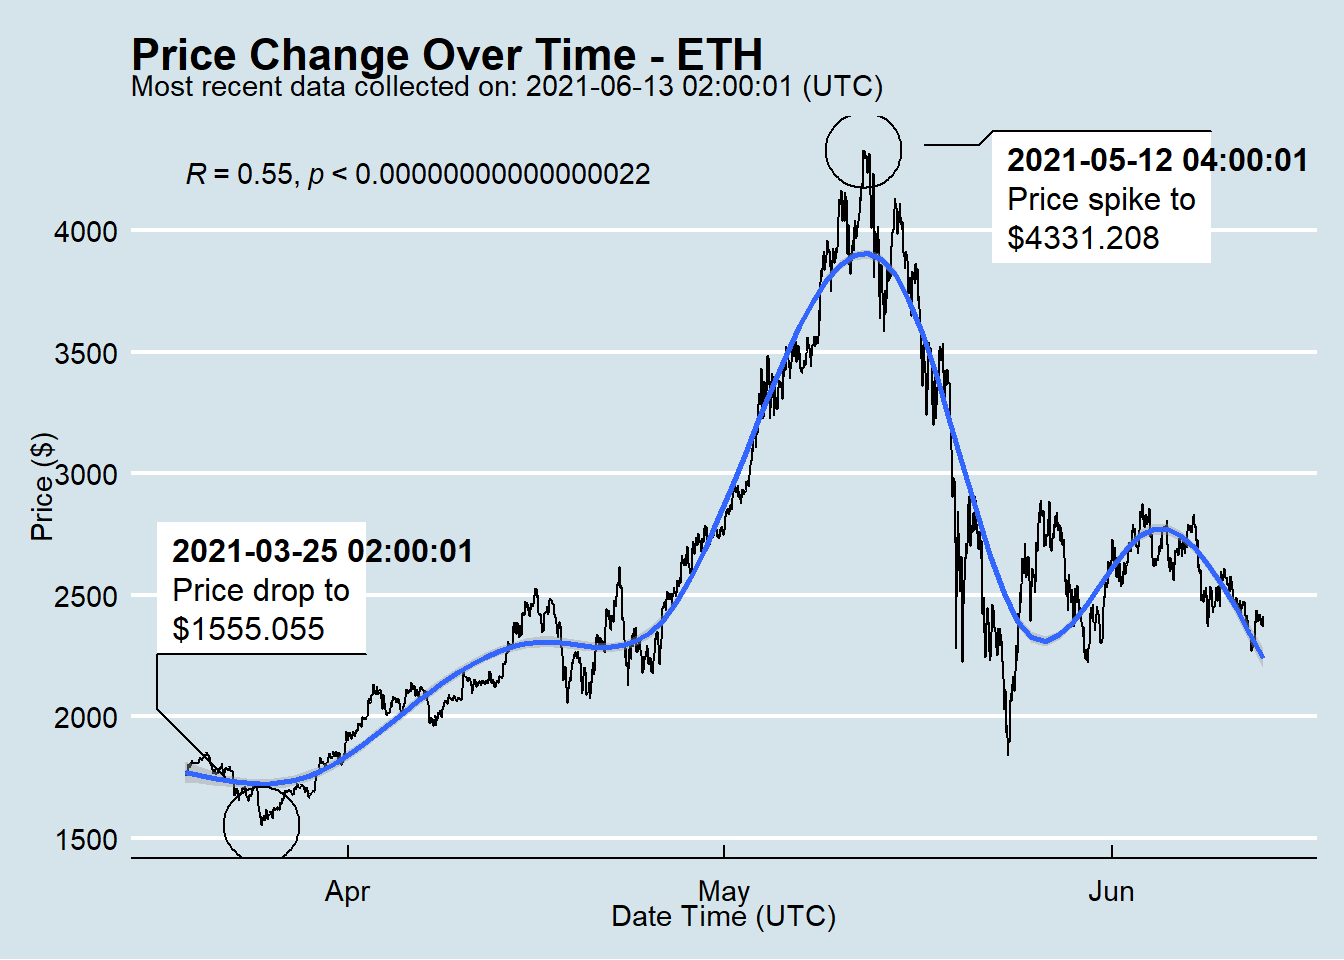 Price Change Over Time - ETH
Most recent data collected on: 2021-06-13 02:00:01 (UTC)
R = 0.55, p < 0.00000000000000022
2021-05-12 04:00:01
Price spike to
$4331.208
2021-03-25 02:00:01
Price drop to
$1555.055
Price ($)
4000
3500
3000
2500
2000
1500
Apr
May
Jun
Date Time (UTC)